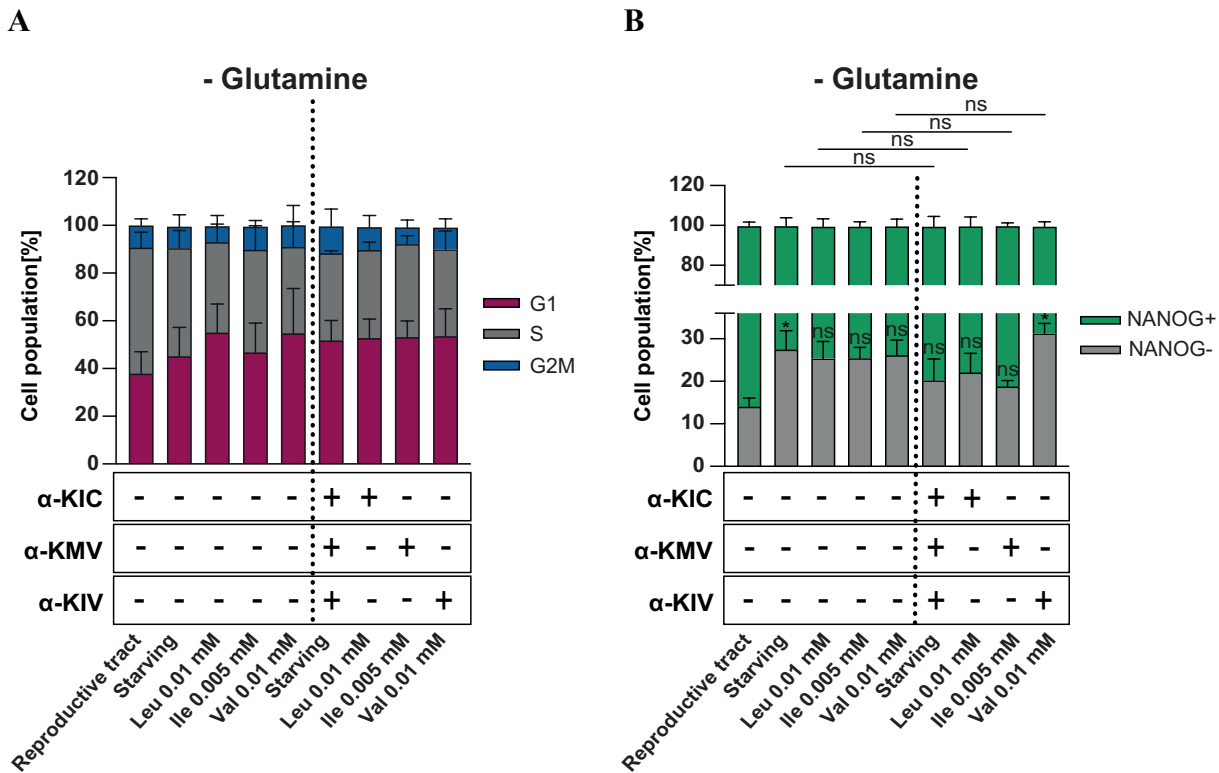 A
- Glutamine
Cell population[%]
120
100
80
60
40
20
0
G1
S
G2M
α-KIC - - - - - + + - -
α-KMV - - - - - + - + -
α-KIV - - - - - + - - +
Reproductive tract
Starving
Leu 0.01 mM
Ile 0.005 mM
Val 0.01 mM
Starving
Leu 0.01 mM
Ile 0.005 mM
Val 0.01 mM
B
- Glutamine
ns
ns
ns
ns
Cell population[%]
120
100
80
30
20
10
0
* ns ns ns ns ns ns *
NANOG+
NANOG-
α-KIC - - - - - + + - -
α-KMV - - - - - + - + -
α-KIV - - - - - + - - +
Reproductive tract
Starving
Leu 0.01 mM
Ile 0.005 mM
Val 0.01 mM
Starving
Leu 0.01 mM
Ile 0.005 mM
Val 0.01 mM